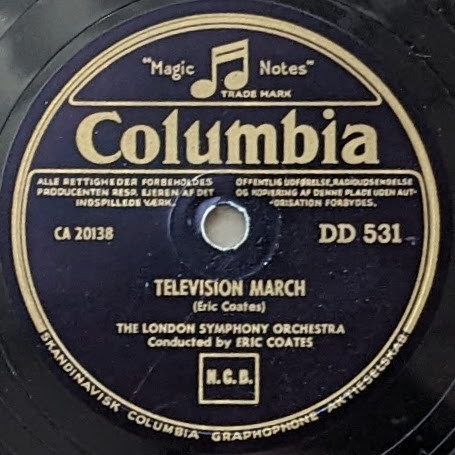 "Magic Notes"
TRADE MARK
Columbia
ALLE RETTIGHEDER FORBEHOLDES
PRODUCENTEN RESP. EJEREN AF DET
INDSPILLEDE VÆRK.
OFFENTLIG UDFØRELSE, RADIOUDSENDELSE
OG KOPIERING AF DENNE PLADE UDEN AUT-
ORISATION FORBYDES.
CA 20138
DD 531
TELEVISION MARCH
(Eric Coates)
THE LONDON SYMPHONY ORCHESTRA
Conducted by ERIC COATES
N.C.B.
SKANDINAVISK COLUMBIA GRAPHOPHONE AKTIESELSKAB